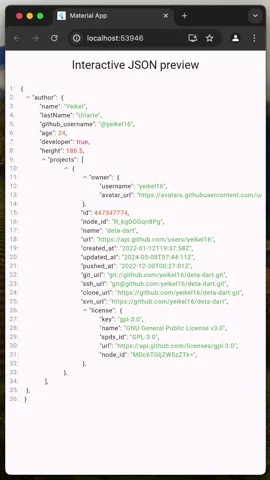 Material App
localhost:53946
Interactive JSON preview
1: {
2: "author": {
3: "name": "Yeikel",
4: "lastName": "Uriarte",
5: "github_username": "@yeikel16",
6: "age": 24,
7: "developer": true,
8: "height": 186.5,
9: "projects": [
10: {
11: "owner": {
12: "username": "yeikel16",
13: "avatar_url": "https://avatars.githubusercontent.com/u
14: },
15: "id": 447347774,
16: "node_id": "R_kgDOGqn8Pg",
17: "name": "deta-dart",
18: "url": "https://api.github.com/users/yeikel16",
19: "created_at": "2022-01-12T19:37:58Z",
20: "updated_at": "2024-05-08T07:44:11Z",
21: "pushed_at": "2022-12-30T00:27:01Z",
22: "git_url": "git://github.com/yeikel16/deta-dart.git",
23: "ssh_url": "git@github.com:yeikel16/deta-dart.git",
24: "clone_url": "https://github.com/yeikel16/deta-dart.git",
25: "svn_url": "https://github.com/yeikel16/deta-dart",
26: "license": {
27: "key": "gpl-3.0",
28: "name": "GNU General Public License v3.0",
29: "spdx_id": "GPL-3.0",
30: "url": "https://api.github.com/licenses/gpl-3.0",
31: "node_id": "MDc6TGljZW5zZTk=",
32: },
33: },
34: ],
35: },
36: }